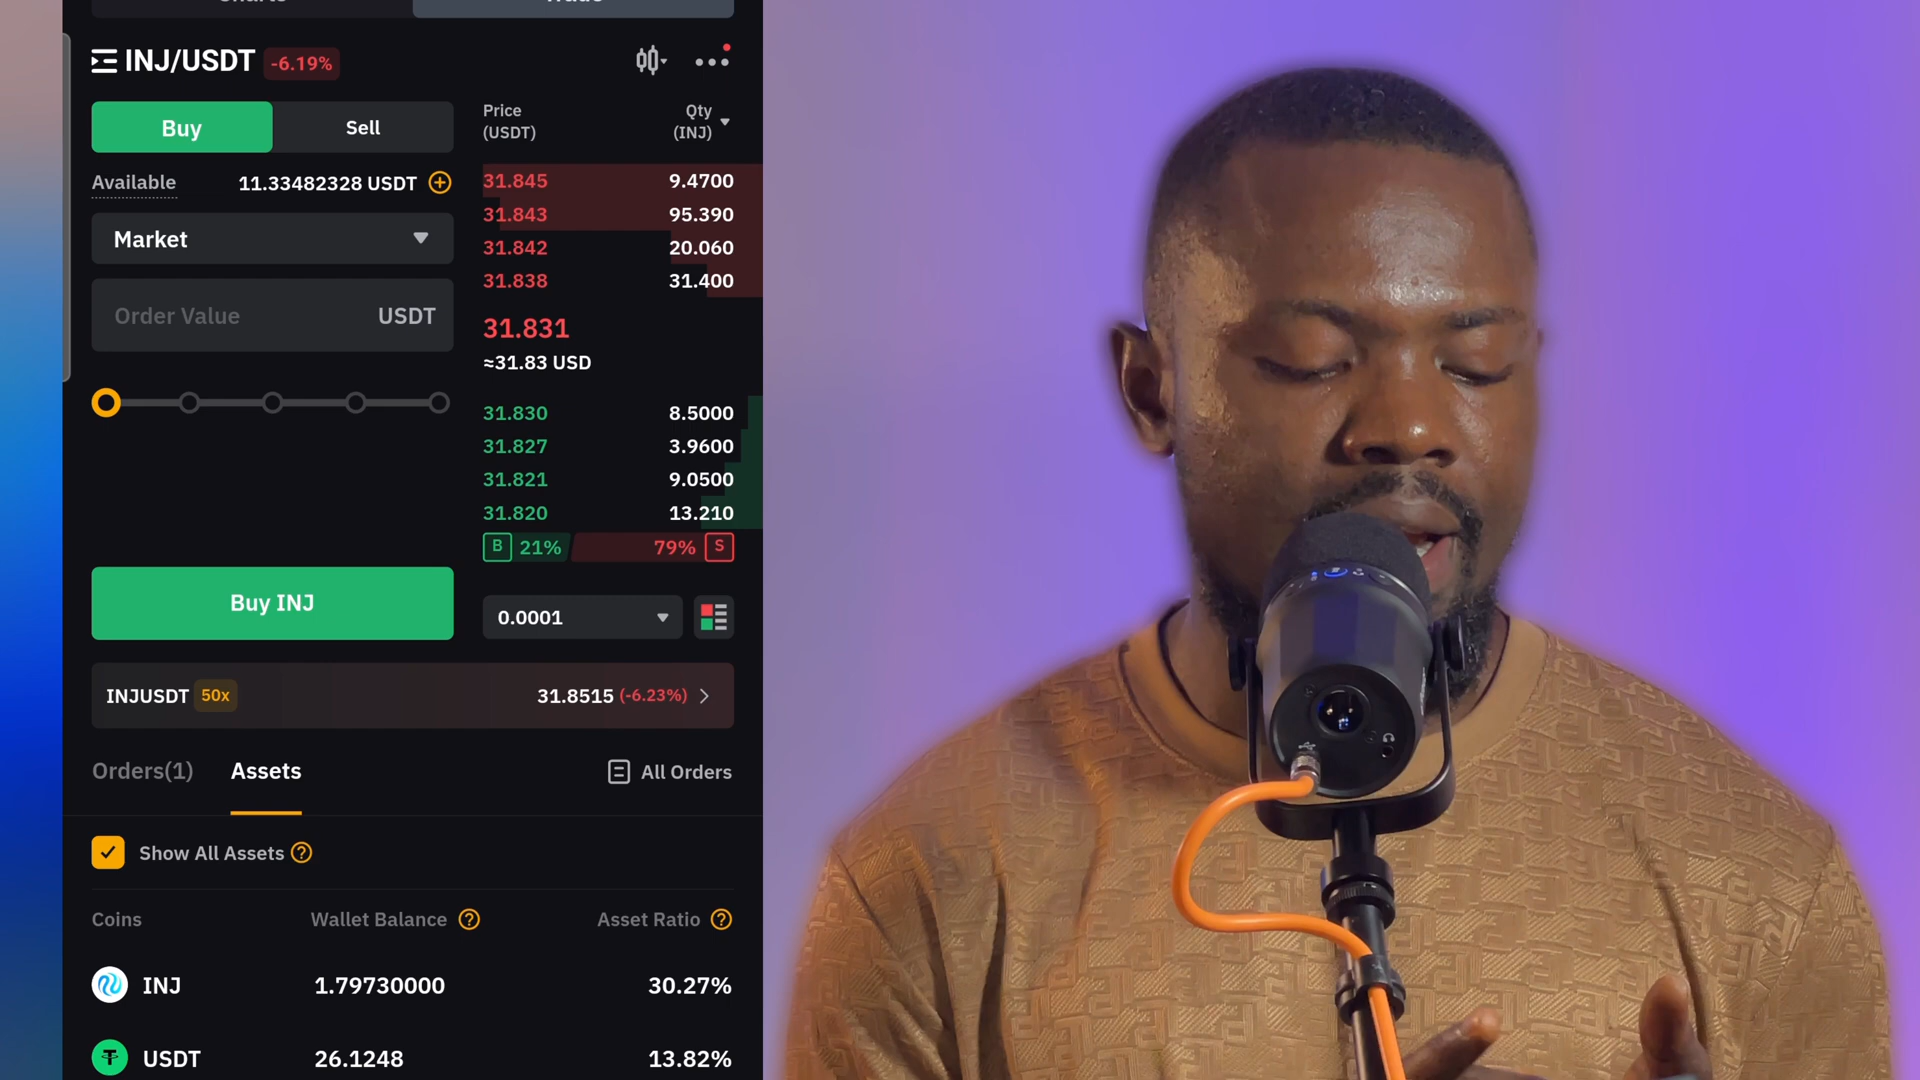 INJ/USDT -6.19%
Buy
Sell
Available
11.33482328 USDT
Market
Order Value
USDT
Buy INJ
Price
(USDT)
Qty
(INJ)
31.845 9.4700
31.843 95.390
31.842 20.060
31.838 31.400
31.831
≈31.83 USD
31.830 8.5000
31.827 3.9600
31.821 9.0500
31.820 13.210
B 21% 79% S
0.0001
INJUSDT 50x 31.8515 (-6.23%)
Orders(1) Assets All Orders
Show All Assets ?
Coins Wallet Balance ? Asset Ratio ?
INJ 1.79730000 30.27%
USDT 26.1248 13.82%